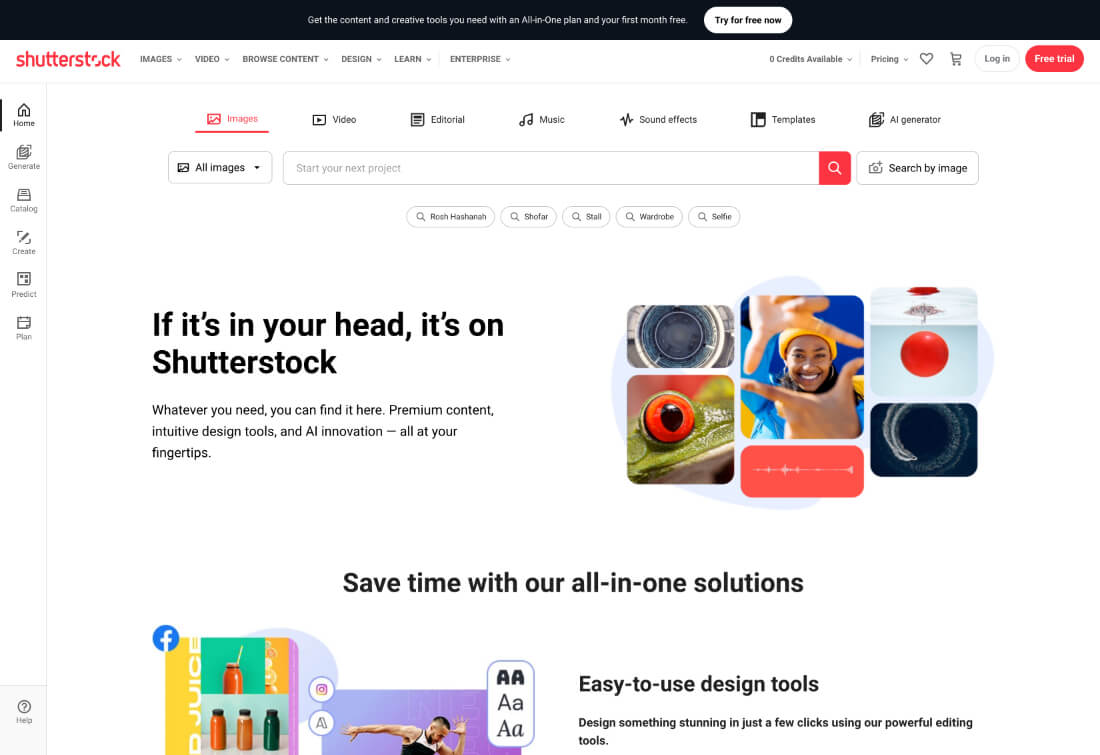 Get the content and creative tools you need with an All-in-One plan and your first month free.
Try for free now
shutterstock
IMAGES
VIDEO
BROWSE CONTENT
DESIGN
LEARN
ENTERPRISE
0 Credits Available
Pricing
Log in
Free trial
Home
Generate
Catalog
Create
Predict
Plan
Help
Images
Video
Editorial
Music
Sound effects
Templates
AI generator
All images
Start your next project
Search by image
Rosh Hashanah
Shofar
Stall
Wardrobe
Selfie
If it's in your head, it's on
Shutterstock
Whatever you need, you can find it here. Premium content,
intuitive design tools, and AI innovation — all at your
fingertips.
Save time with our all-in-one solutions
JUICE
AA
Aa
Aa
Easy-to-use design tools
Design something stunning in just a few clicks using our powerful editing
tools.